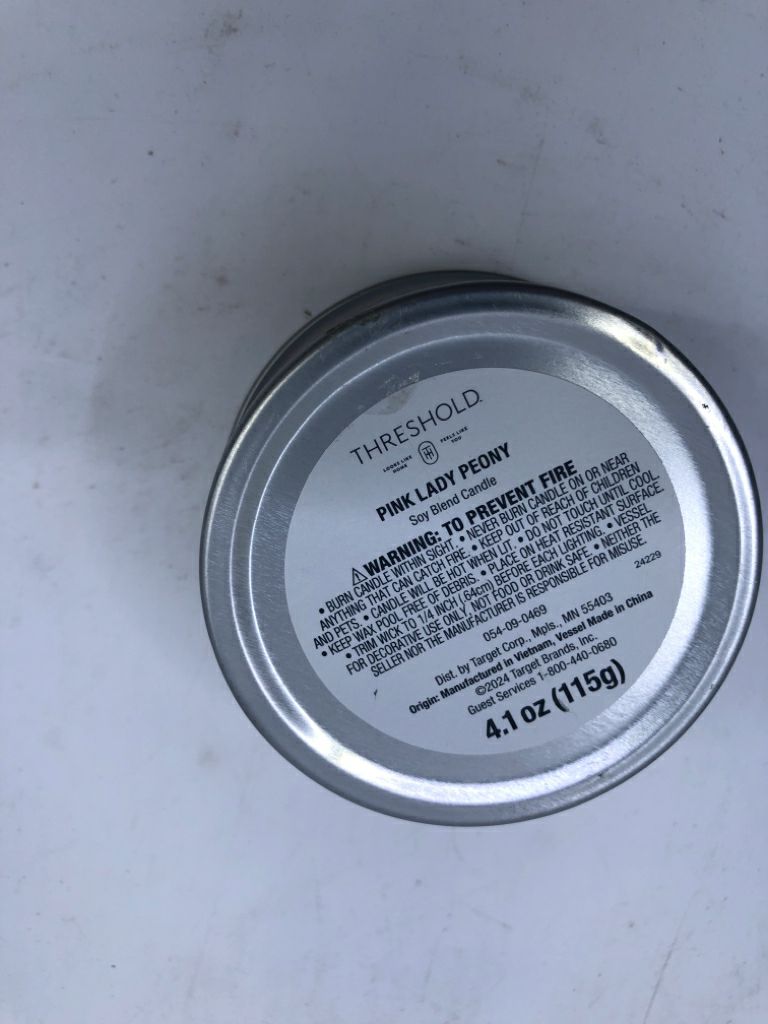 THRESHOLD™
LOOKS LIKE HOME TH FEELS LIKE YOU
PINK LADY PEONY
Soy Blend Candle
⚠WARNING: TO PREVENT FIRE
• BURN CANDLE WITHIN SIGHT. • NEVER BURN CANDLE ON OR NEAR
ANYTHING THAT CAN CATCH FIRE. • KEEP OUT OF REACH OF CHILDREN
AND PETS. • CANDLE WILL BE HOT WHEN LIT. • DO NOT TOUCH UNTIL COOL.
• KEEP WAX POOL FREE OF DEBRIS. • PLACE ON HEAT RESISTANT SURFACE.
• TRIM WICK TO 1/4 INCH (.64cm) BEFORE EACH LIGHTING. • VESSEL
FOR DECORATIVE USE ONLY. NOT FOOD OR DRINK SAFE. • NEITHER THE
SELLER NOR THE MANUFACTURER IS RESPONSIBLE FOR MISUSE.
24229
054-09-0469
Dist. by Target Corp., Mpls., MN 55403
Origin: Manufactured in Vietnam, Vessel Made in China
©2024 Target Brands, Inc.
Guest Services 1-800-440-0680
4.1 oz (115g)